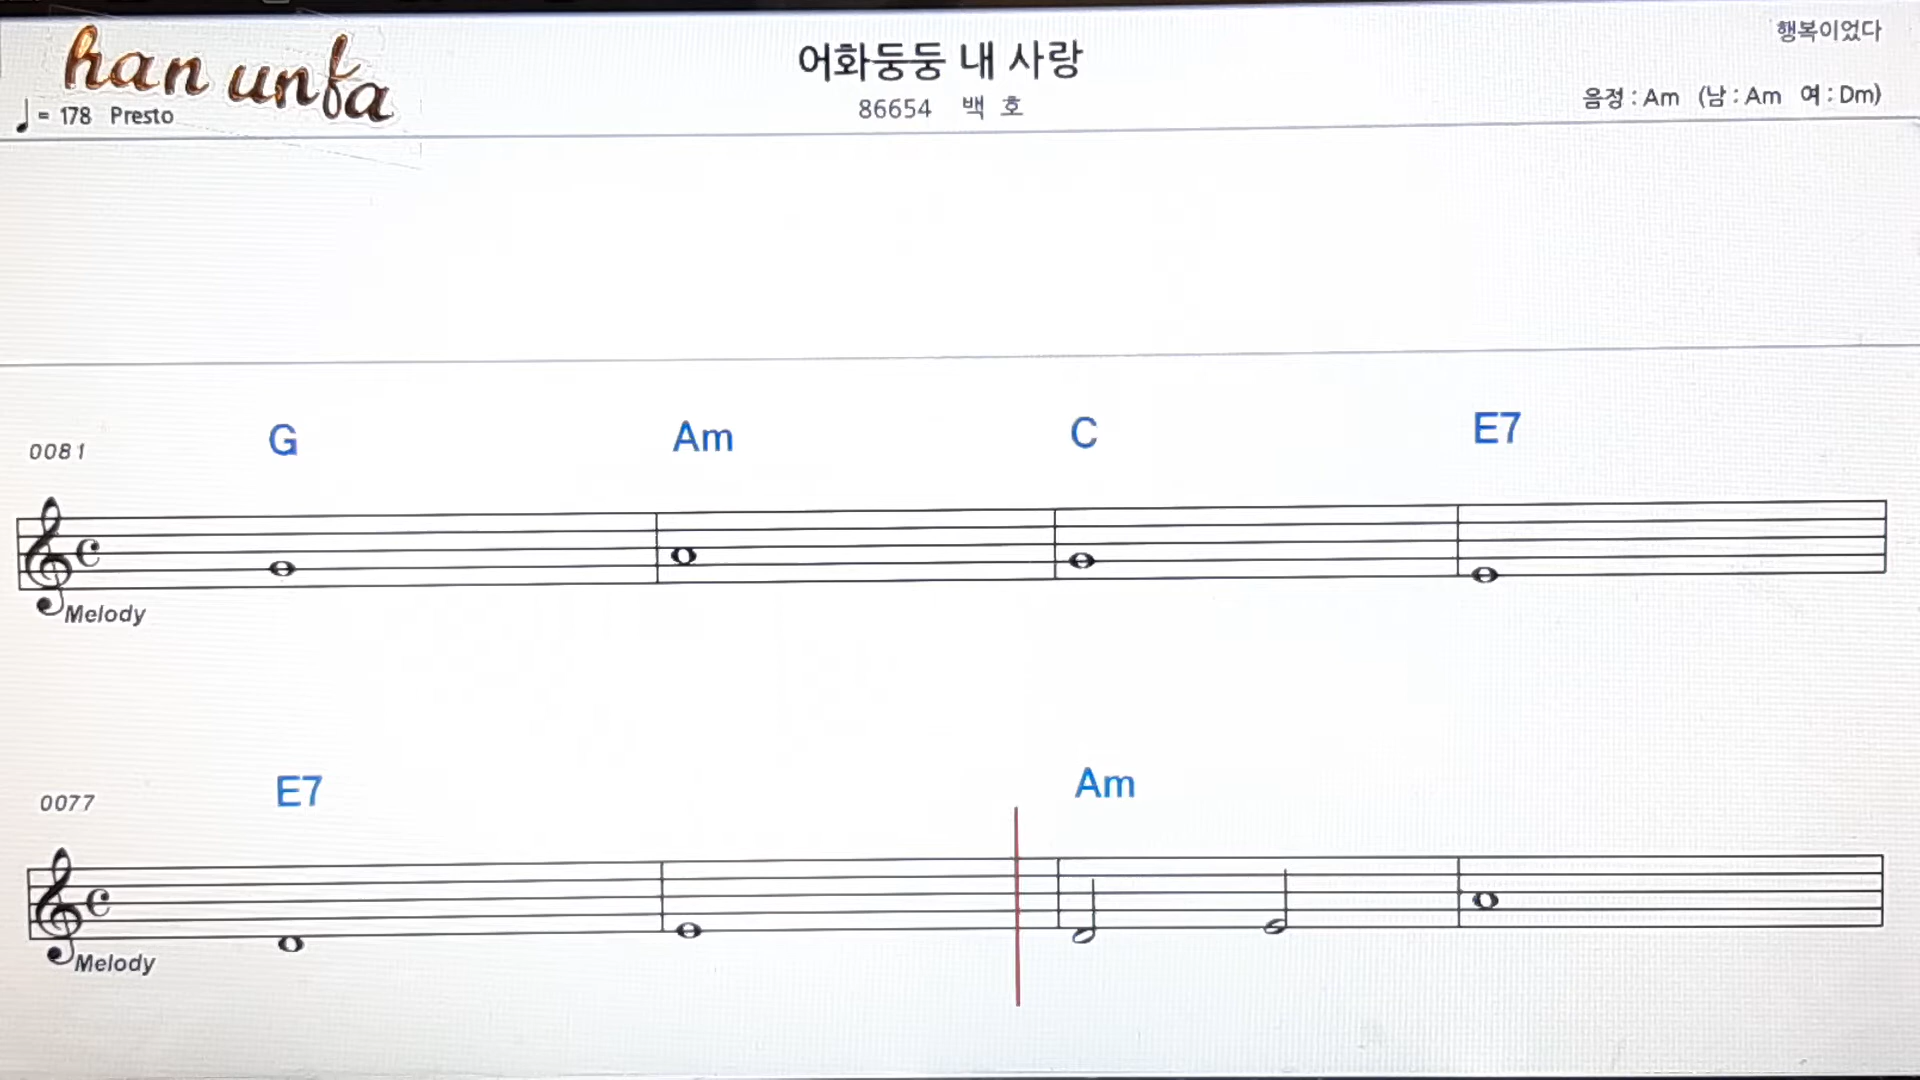 han unfa
어화둥둥 내 사랑
행복이었다
♩= 178 Presto
86654 백 호
음정 : Am (남 : Am 여 : Dm)
0081 G Am C E7
Melody
0077 E7 Am
Melody